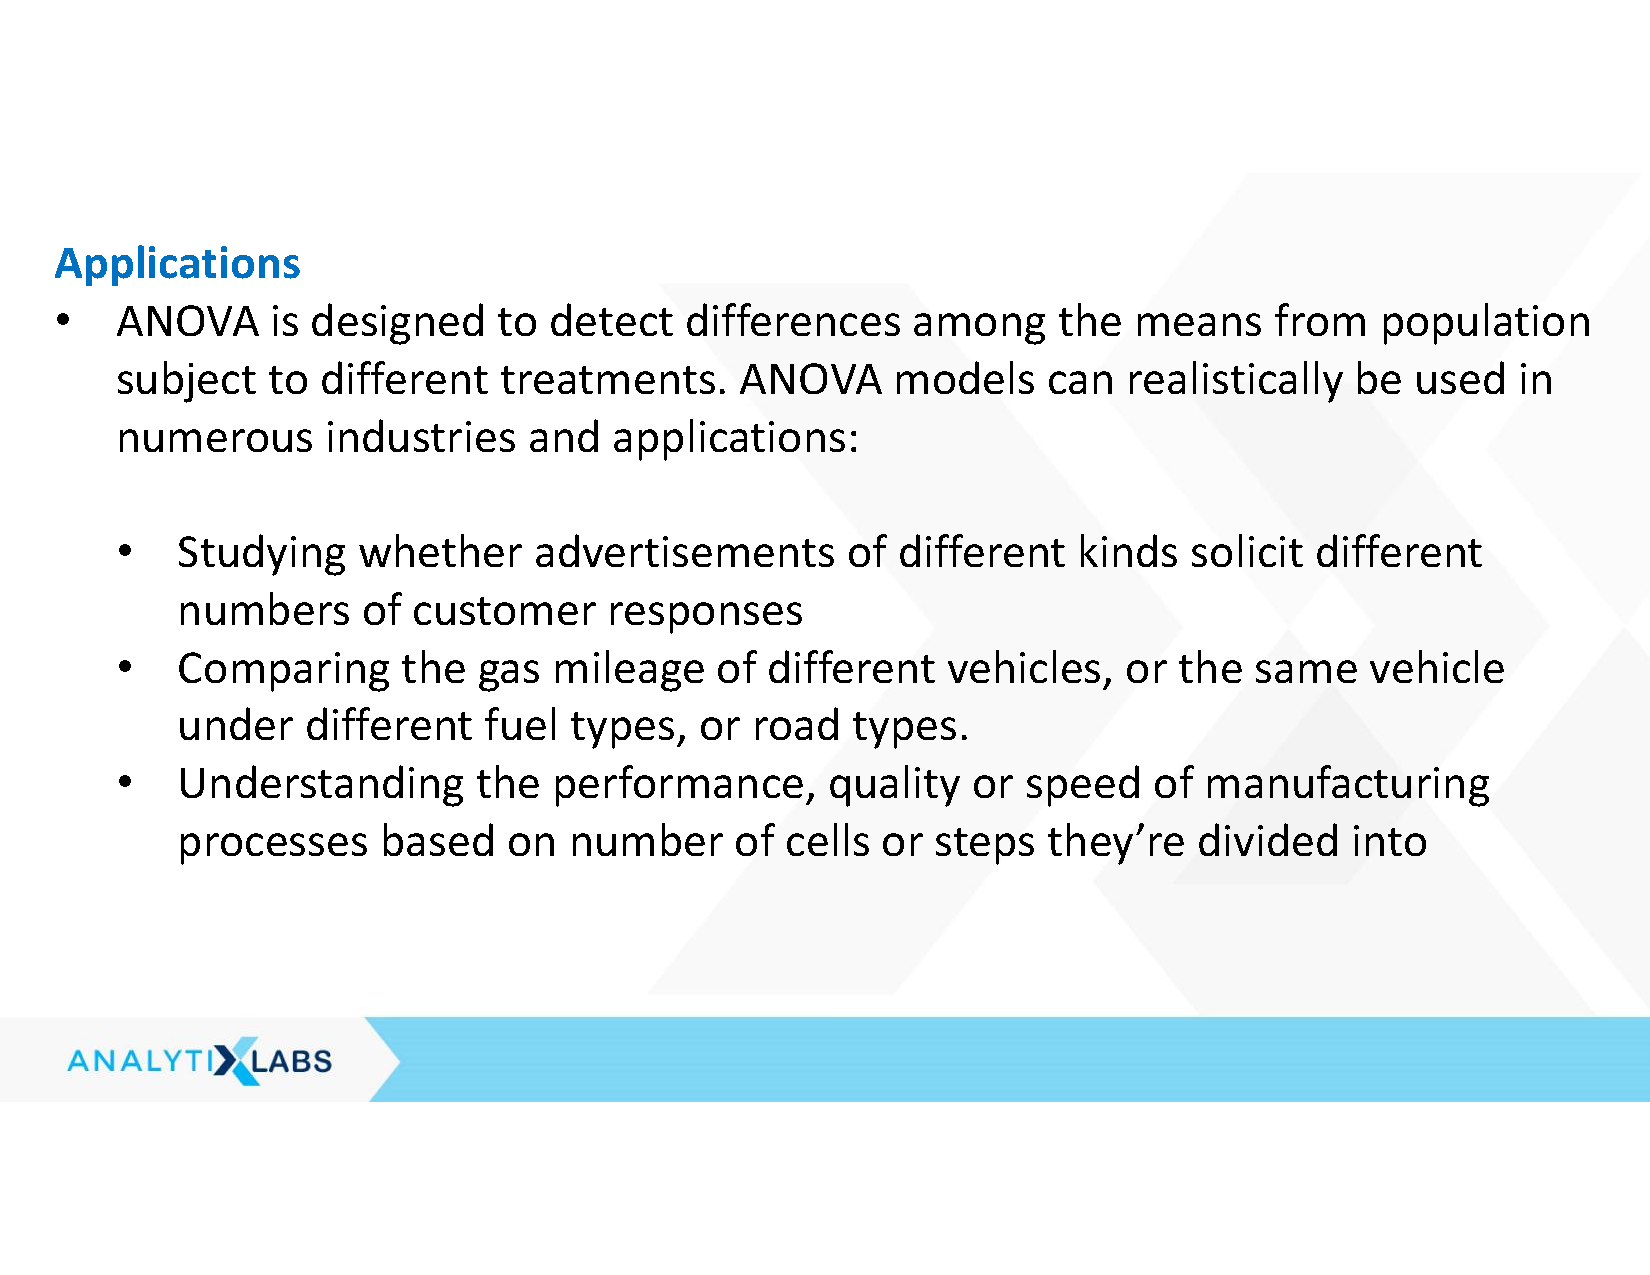 Applications
• ANOVA is designed to detect differences among the means from population
subject to different treatments. ANOVA models can realistically be used in
numerous industries and applications:
• Studying whether advertisements of different kinds solicit different
numbers of customer responses
• Comparing the gas mileage of different vehicles, or the same vehicle
under different fuel types, or road types.
• Understanding the performance, quality or speed of manufacturing
processes based on number of cells or steps they’re divided into
ANALYTIXLABS